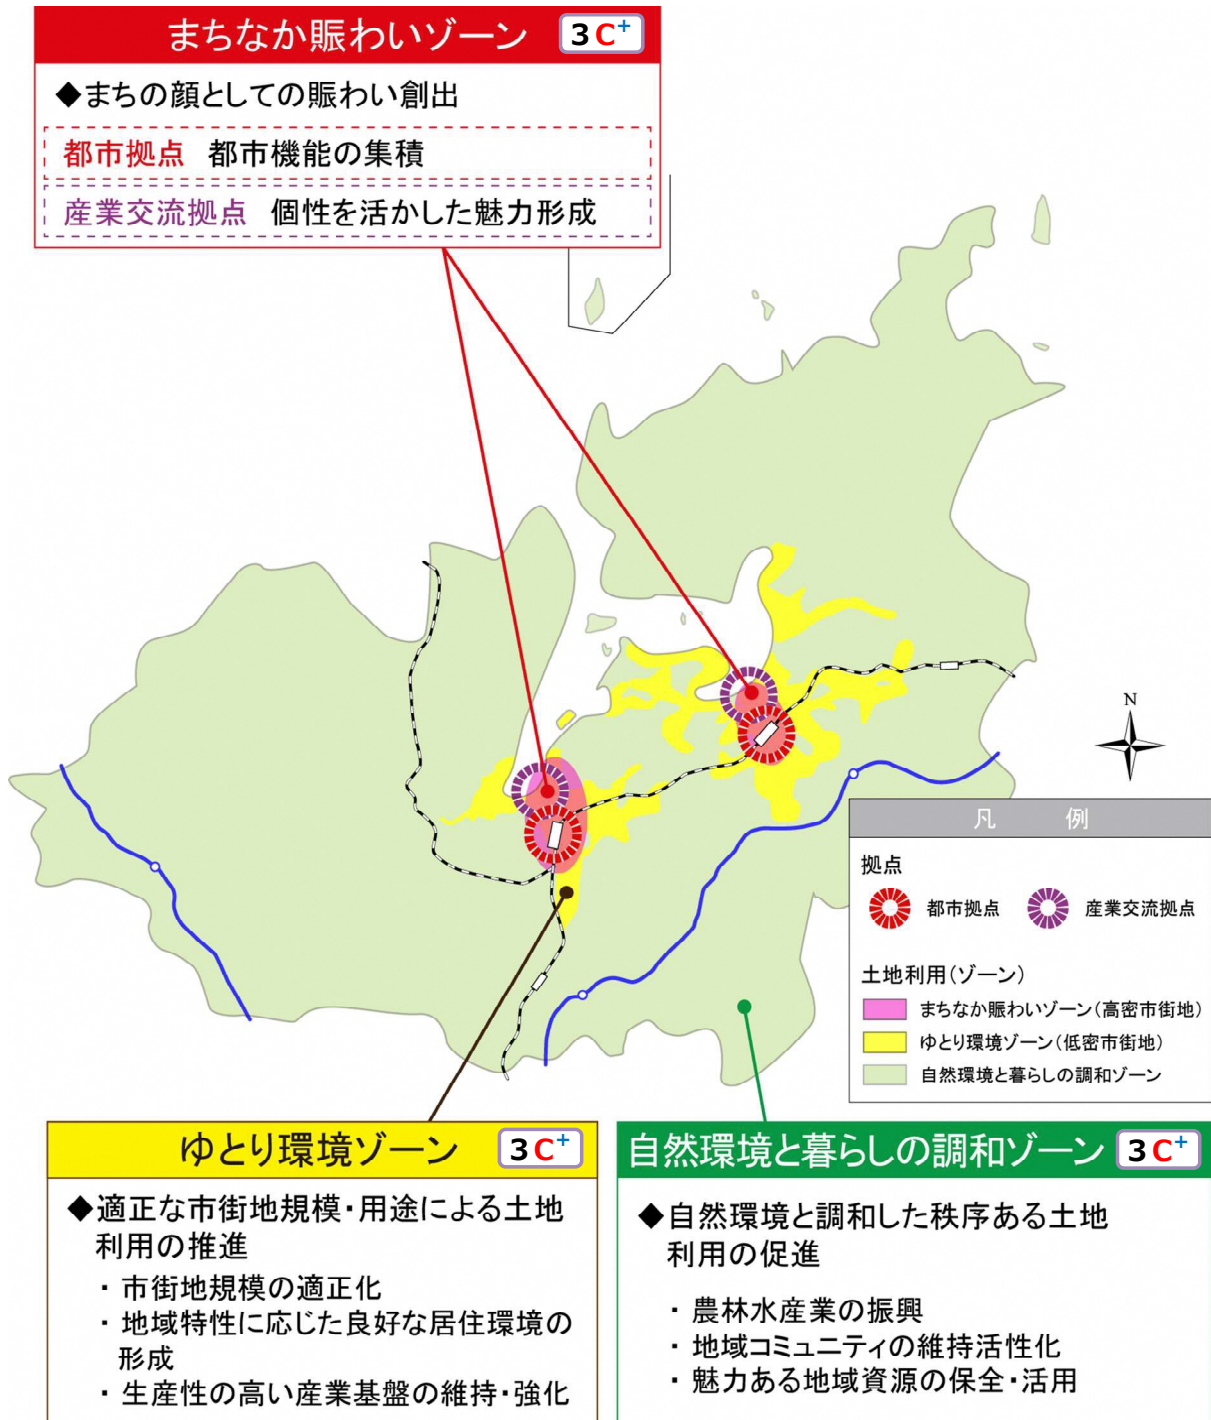 まちなか賑わいゾーン 3C+
◆まちの顔としての賑わい創出
都市拠点 都市機能の集積
産業交流拠点 個性を活かした魅力形成
N
凡 例
拠点
都市拠点 産業交流拠点
土地利用(ゾーン)
まちなか賑わいゾーン(高密市街地)
ゆとり環境ゾーン(低密市街地)
自然環境と暮らしの調和ゾーン
ゆとり環境ゾーン 3C+
◆適正な市街地規模・用途による土地
利用の推進
・市街地規模の適正化
・地域特性に応じた良好な居住環境の
形成
・生産性の高い産業基盤の維持・強化
自然環境と暮らしの調和ゾーン 3C+
◆自然環境と調和した秩序ある土地
利用の促進
・農林水産業の振興
・地域コミュニティの維持活性化
・魅力ある地域資源の保全・活用